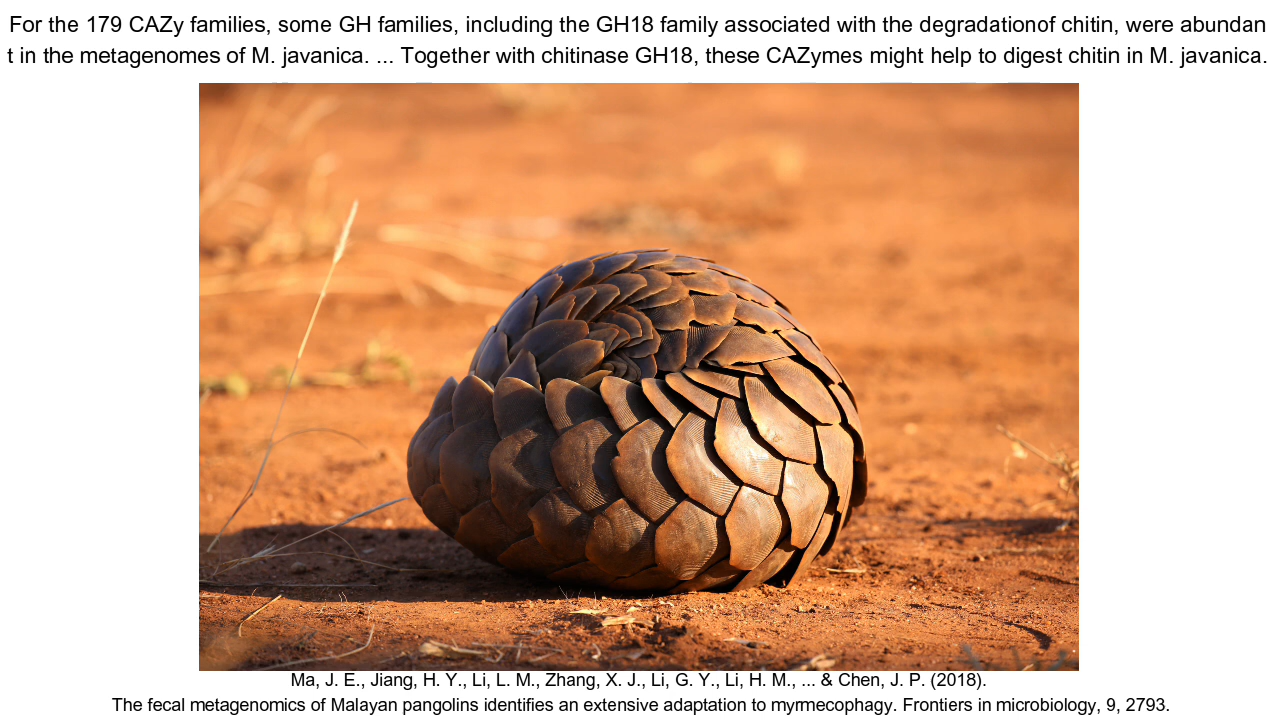 For the 179 CAZy families, some GH families, including the GH18 family associated with the degradationof chitin, were abundan
t in the metagenomes of M. javanica. ... Together with chitinase GH18, these CAZymes might help to digest chitin in M. javanica.
Ma, J. E., Jiang, H. Y., Li, L. M., Zhang, X. J., Li, G. Y., Li, H. M., ... & Chen, J. P. (2018).
The fecal metagenomics of Malayan pangolins identifies an extensive adaptation to myrmecophagy. Frontiers in microbiology, 9, 2793.